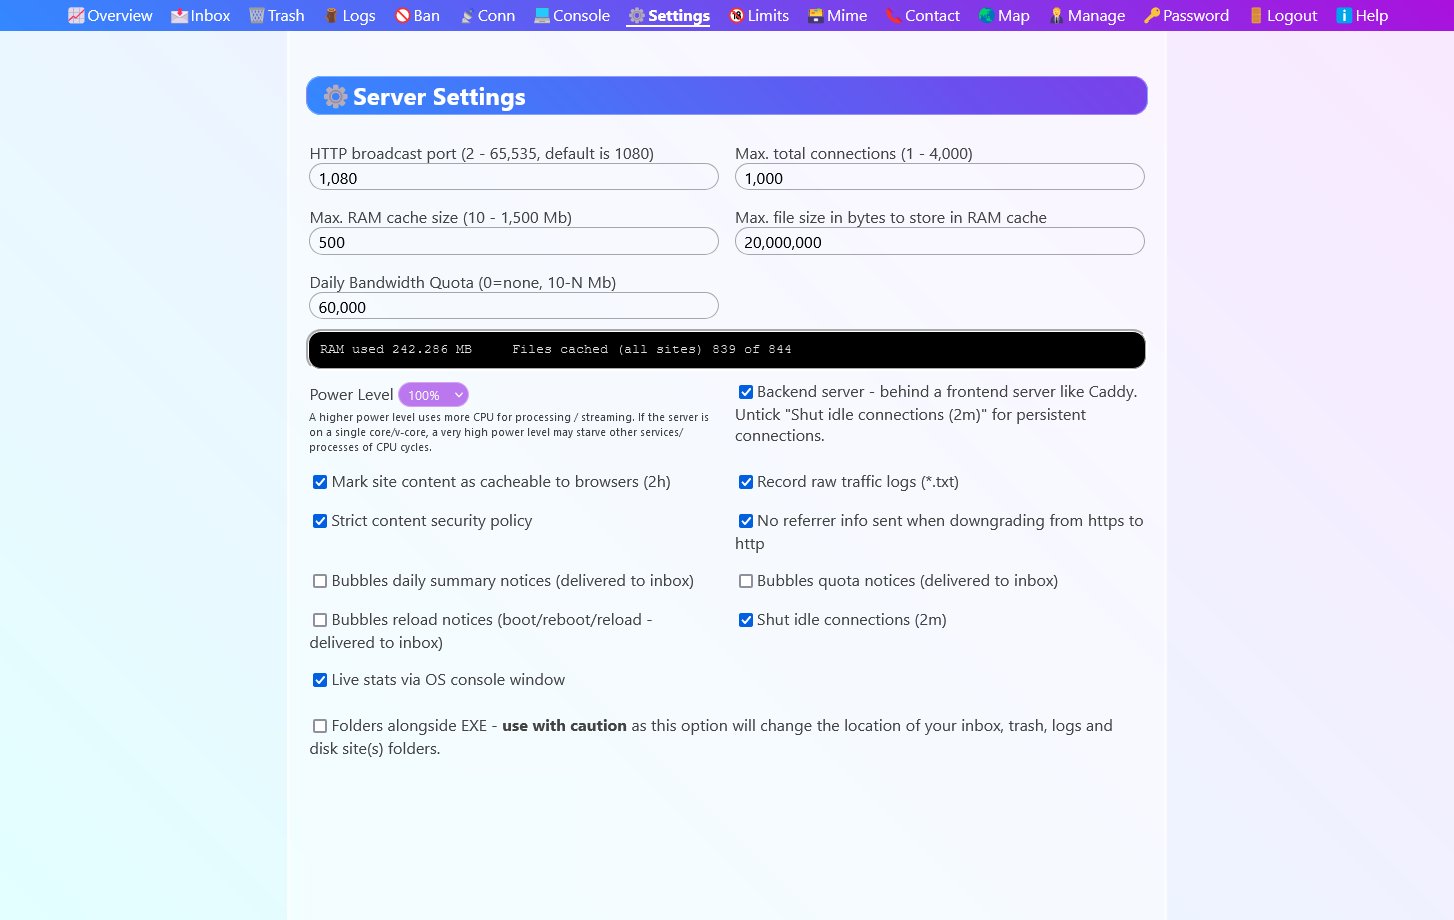 Overview Inbox Trash Logs Ban Conn Console Settings Limits Mime Contact Map Manage Password Logout Help
Server Settings
HTTP broadcast port (2 - 65,535, default is 1080)
1,080
Max. total connections (1 - 4,000)
1,000
Max. RAM cache size (10 - 1,500 Mb)
500
Max. file size in bytes to store in RAM cache
20,000,000
Daily Bandwidth Quota (0=none, 10-N Mb)
60,000
RAM used 242.286 MB Files cached (all sites) 839 of 844
Power Level 100%
A higher power level uses more CPU for processing / streaming. If the server is
on a single core/v-core, a very high power level may starve other services/
processes of CPU cycles.
Backend server - behind a frontend server like Caddy.
Untick "Shut idle connections (2m)" for persistent
connections.
Mark site content as cacheable to browsers (2h)
Record raw traffic logs (*.txt)
Strict content security policy
No referrer info sent when downgrading from https to
http
Bubbles daily summary notices (delivered to inbox)
Bubbles quota notices (delivered to inbox)
Bubbles reload notices (boot/reboot/reload -
delivered to inbox)
Shut idle connections (2m)
Live stats via OS console window
Folders alongside EXE - use with caution as this option will change the location of your inbox, trash, logs and
disk site(s) folders.